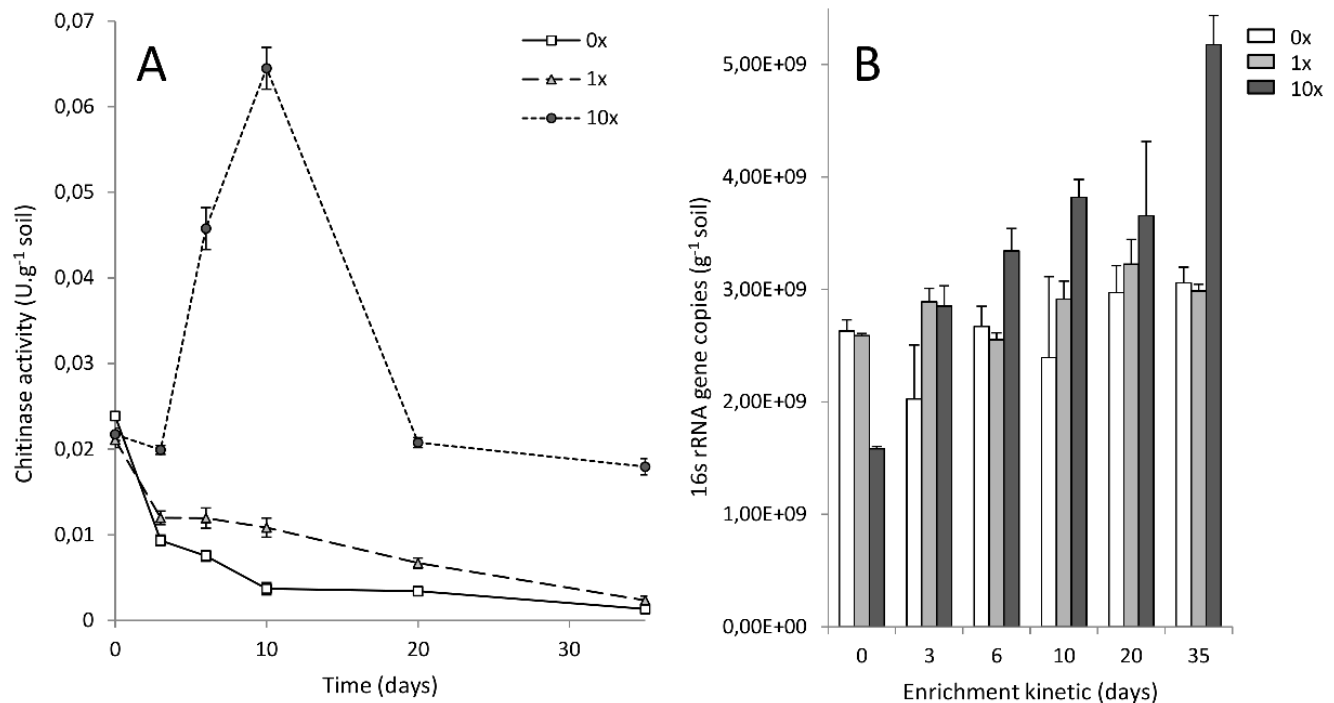 A
0,07
0,06
0,05
0,04
0,03
0,02
0,01
0
Chitinase activity (U.g-1 soil)
0 10 20 30
Time (days)
0x
1x
10x
B
5,00E+09
4,00E+09
3,00E+09
2,00E+09
1,00E+09
0,00E+00
16s rRNA gene copies (g-1 soil)
0 3 6 10 20 35
Enrichment kinetic (days)
0x
1x
10x